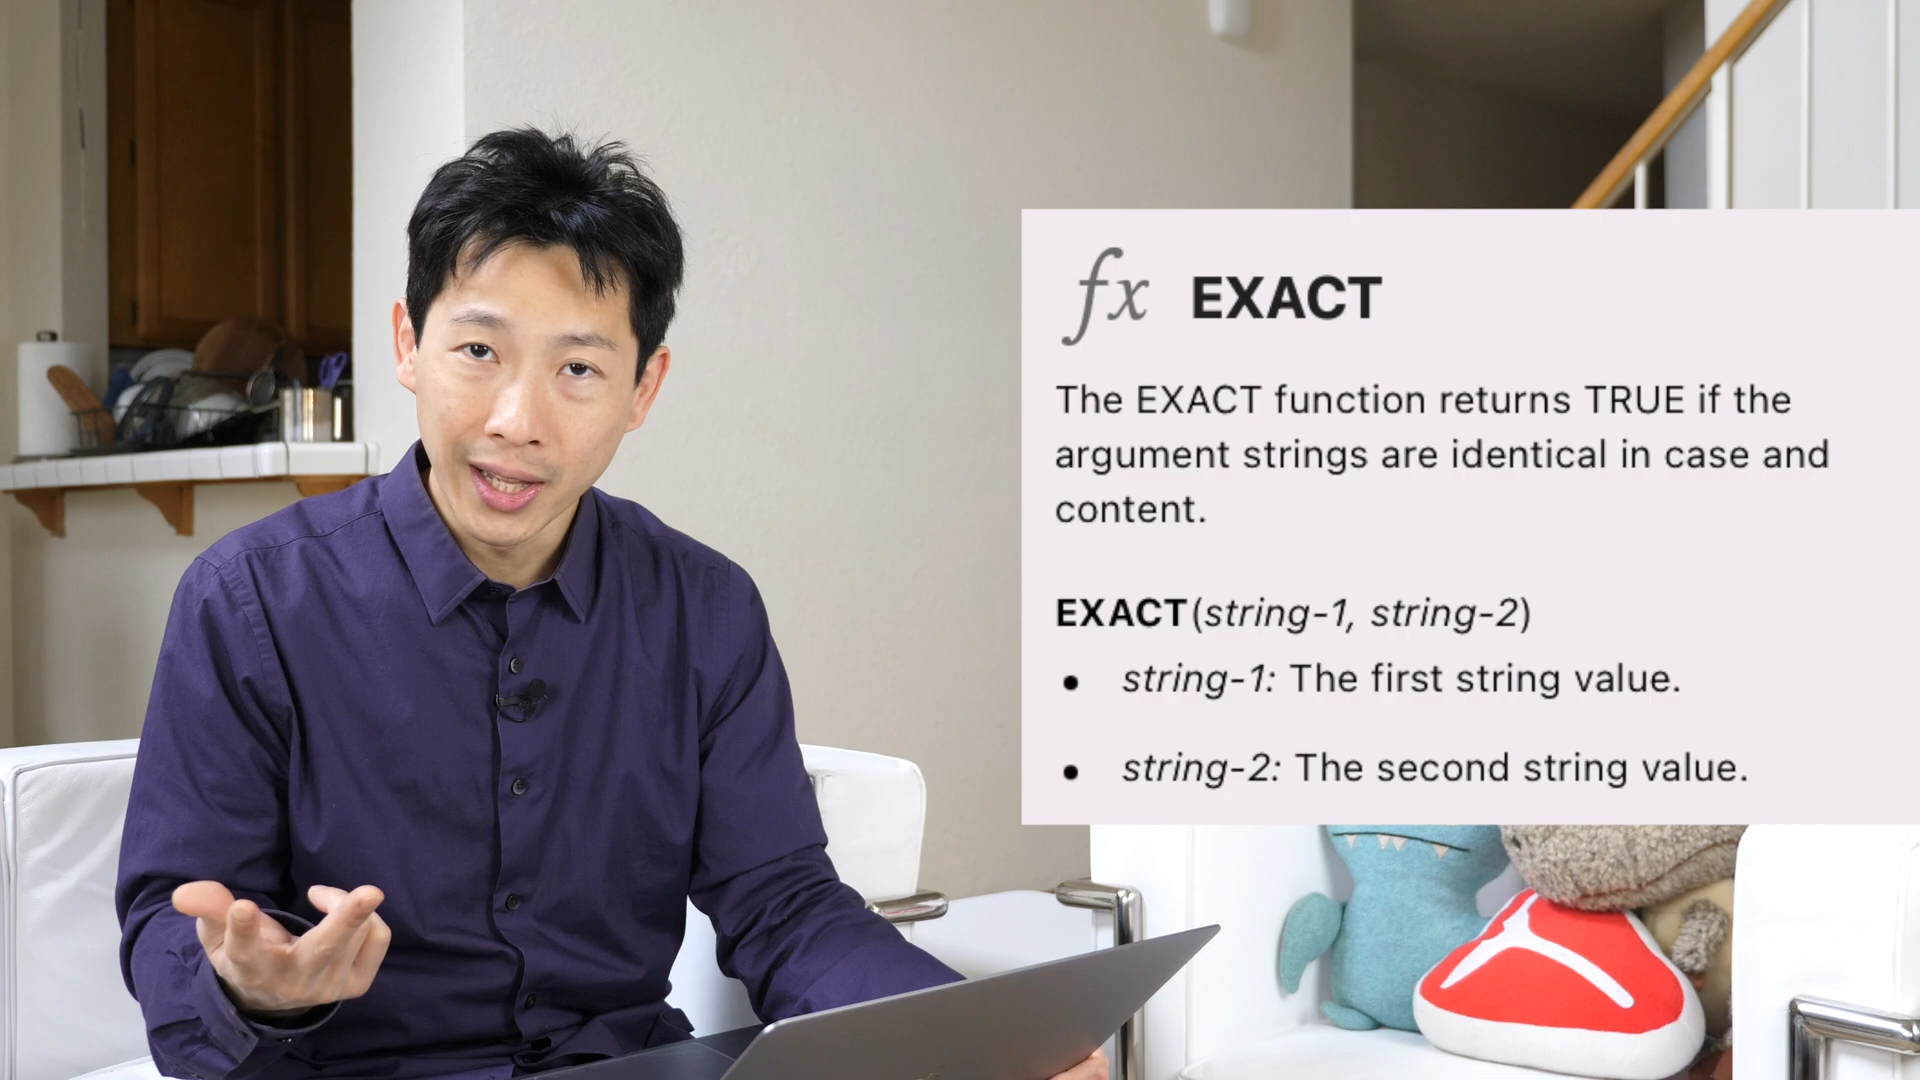 fx EXACT
The EXACT function returns TRUE if the
argument strings are identical in case and
content.
EXACT(string-1, string-2)
• string-1: The first string value.
• string-2: The second string value.